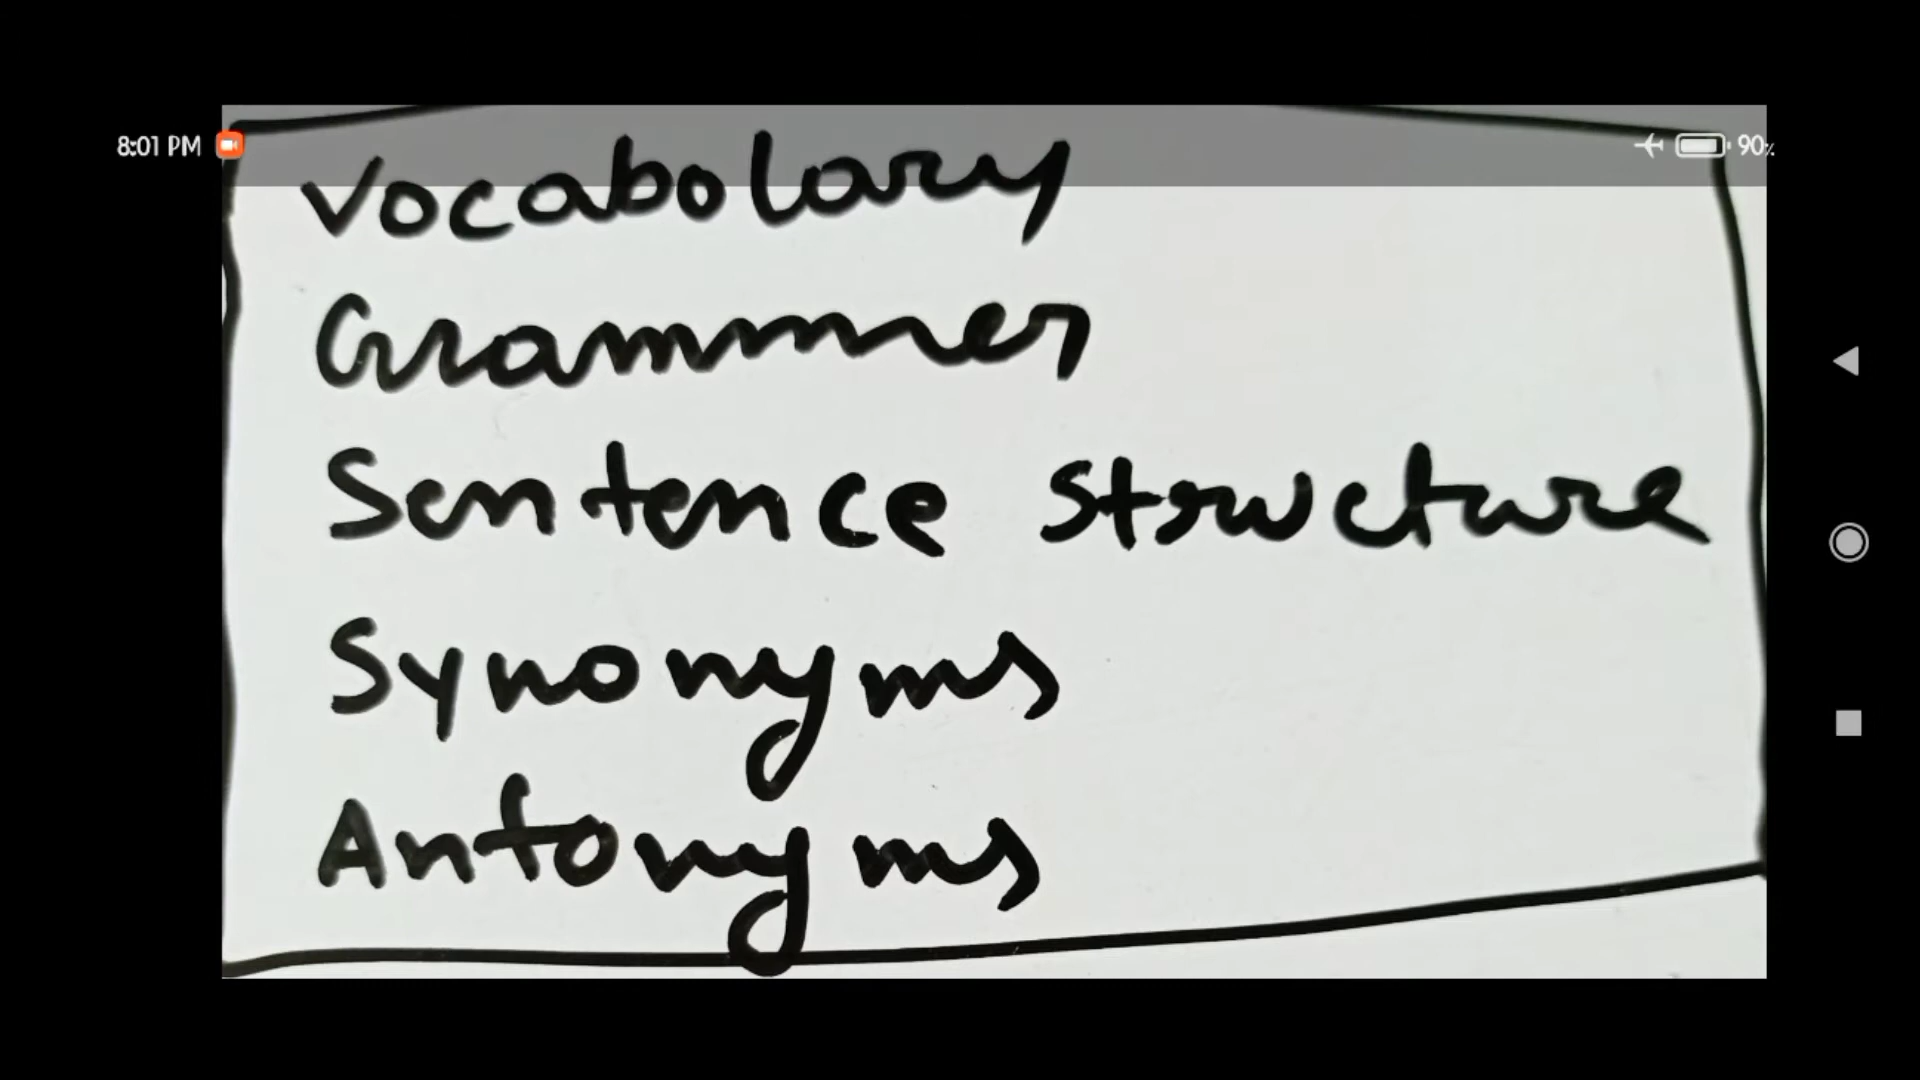 8:01 PM 90%
Vocabolary
Grammer
Sentence Structure
Synonyms
Antonyms